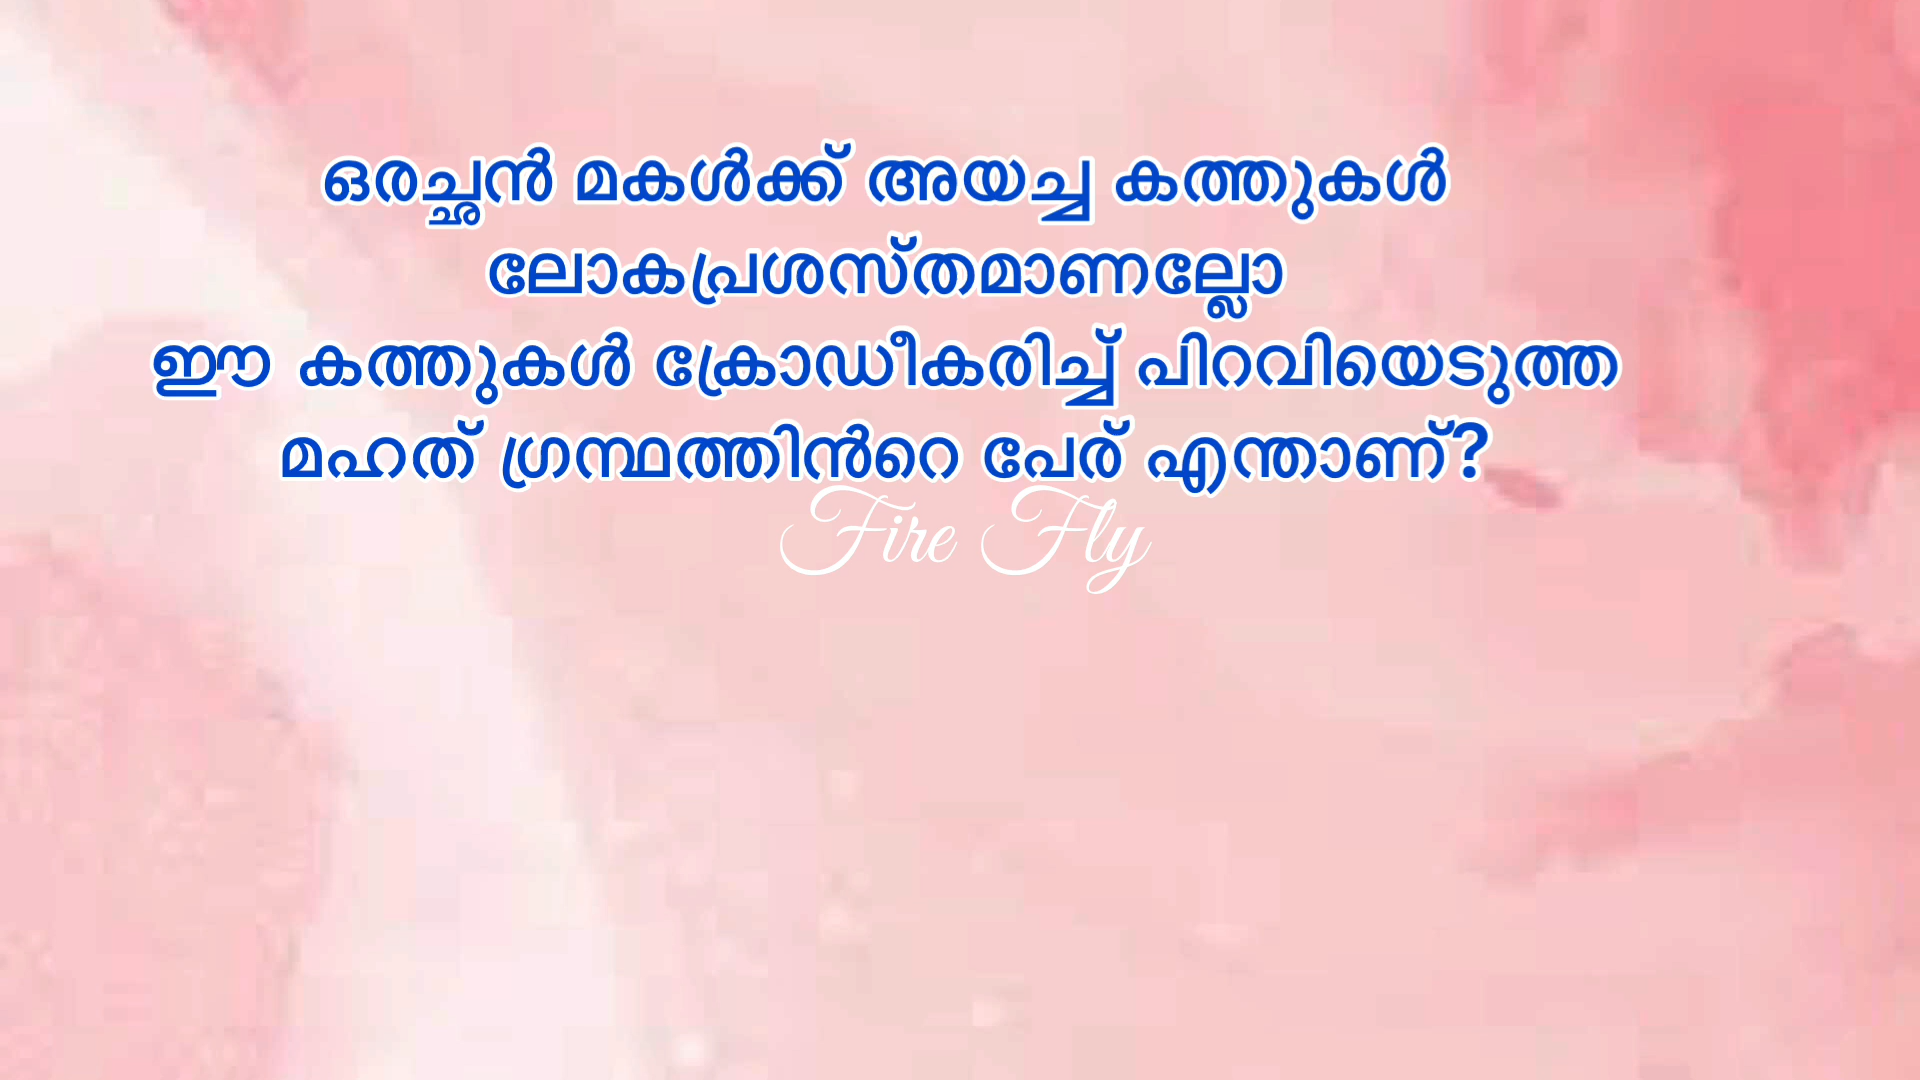 ഒരച്ഛൻ മകൾക്ക് അയച്ച കത്തുകൾ
ലോകപ്രശസ്തമാണല്ലോ
ഈ കത്തുകൾ ക്രോഡീകരിച്ച് പിറവിയെടുത്ത
മഹത് ഗ്രന്ഥത്തിൻറെ പേര് എന്താണ്?
Fire Fly